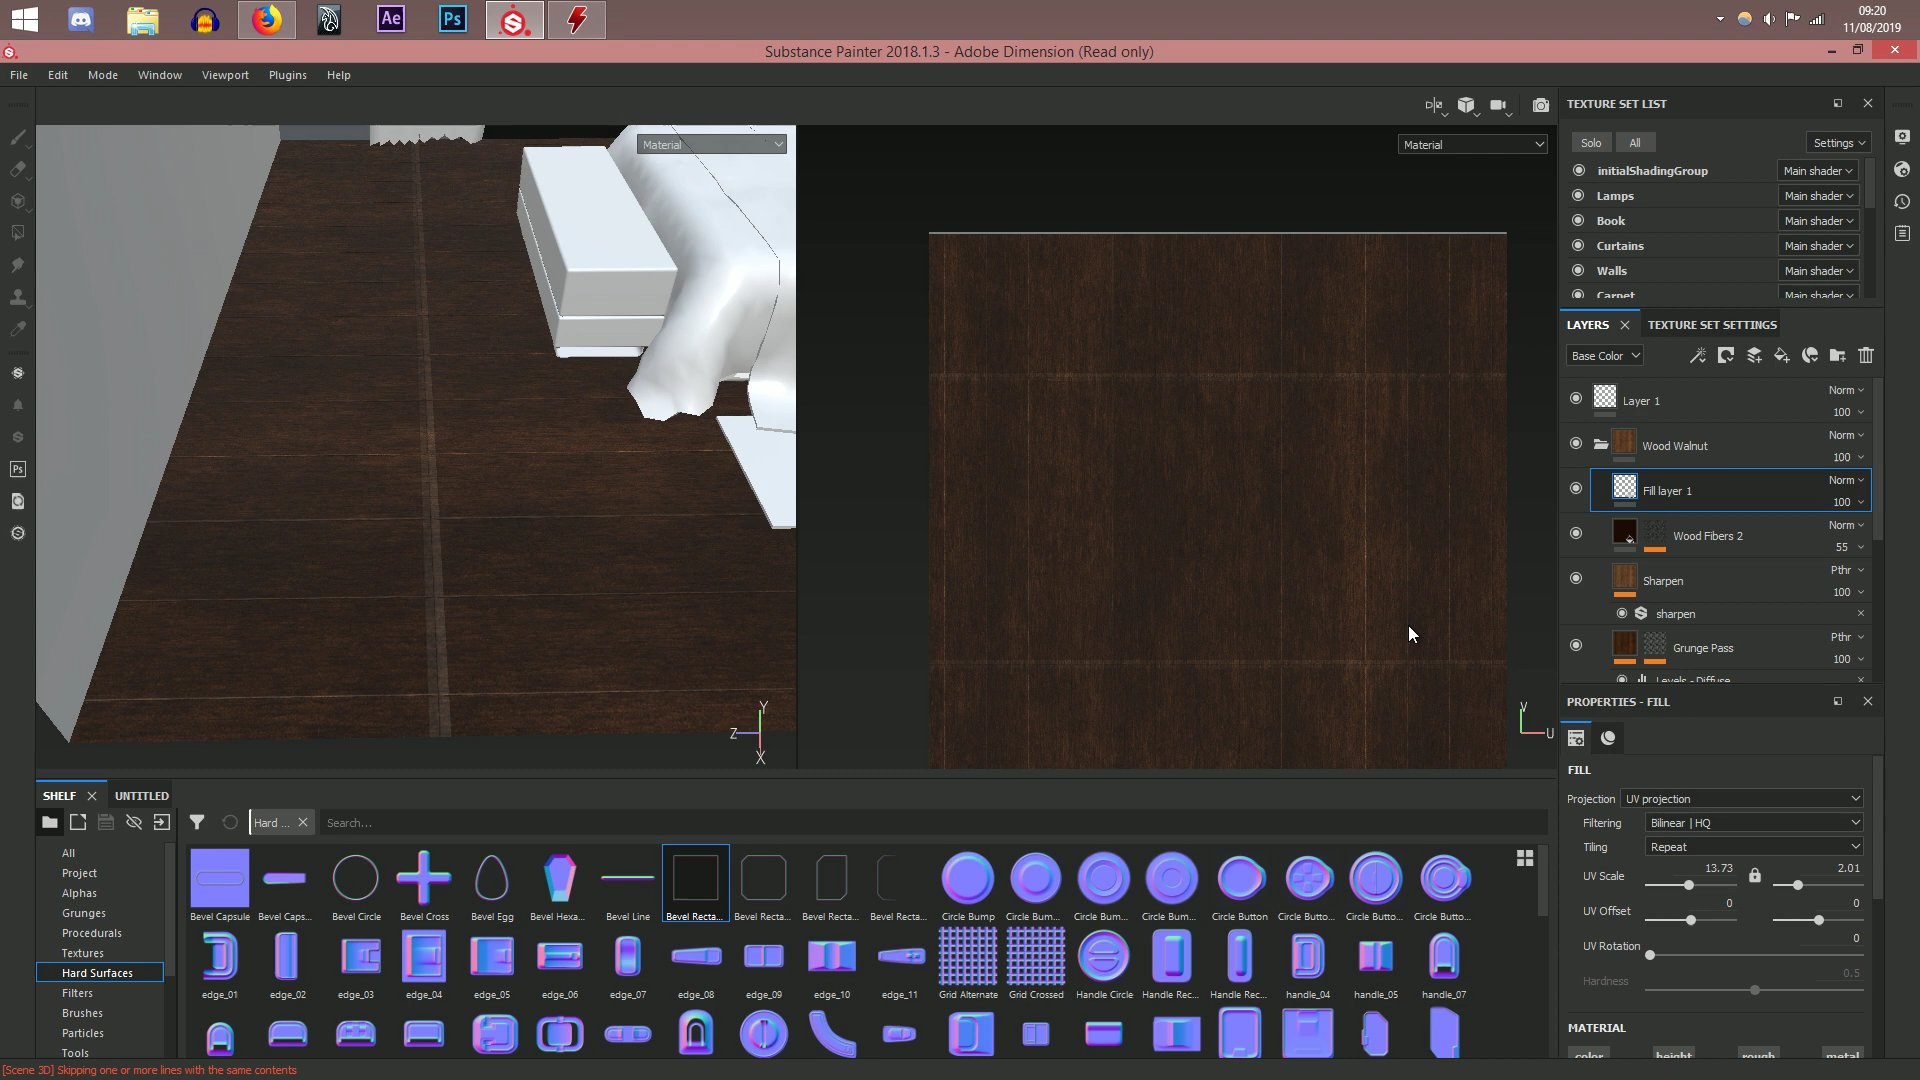 Ae
Ps
09:20
11/08/2019
Substance Painter 2018.1.3 - Adobe Dimension (Read only)
File Edit Mode Window Viewport Plugins Help
Material
Material
TEXTURE SET LIST
Solo All Settings
initialShadingGroup Main shader
Lamps Main shader
Book Main shader
Curtains Main shader
Walls Main shader
Carpet Main shader
LAYERS TEXTURE SET SETTINGS
Base Color
Layer 1 Norm 100
Wood Walnut Norm 100
Fill layer 1 Norm 100
Wood Fibers 2 Norm 55
Sharpen Pthr 100
sharpen
Grunge Pass Pthr 100
Levels - Diffuse
PROPERTIES - FILL
FILL
Projection UV projection
Filtering Bilinear | HQ
Tiling Repeat
UV Scale 13.73 2.01
UV Offset 0 0
UV Rotation 0
Hardness 0.5
MATERIAL
color height rough metal
Ps
Y
Z
X
V
U
SHELF UNTITLED
Hard ... Search...
All
Project
Alphas
Grunges
Procedurals
Textures
Hard Surfaces
Filters
Brushes
Particles
Tools
Bevel Capsule Bevel Caps... Bevel Circle Bevel Cross Bevel Egg Bevel Hexa... Bevel Line Bevel Recta... Bevel Recta... Bevel Recta... Bevel Recta... Circle Bump Circle Bum... Circle Bum... Circle Bum... Circle Button Circle Butto... Circle Butto... Circle Butto...
edge_01 edge_02 edge_03 edge_04 edge_05 edge_06 edge_07 edge_08 edge_09 edge_10 edge_11 Grid Alternate Grid Crossed Handle Circle Handle Rec... Handle Rec... handle_04 handle_05 handle_07
[Scene 3D] Skipping one or more lines with the same contents